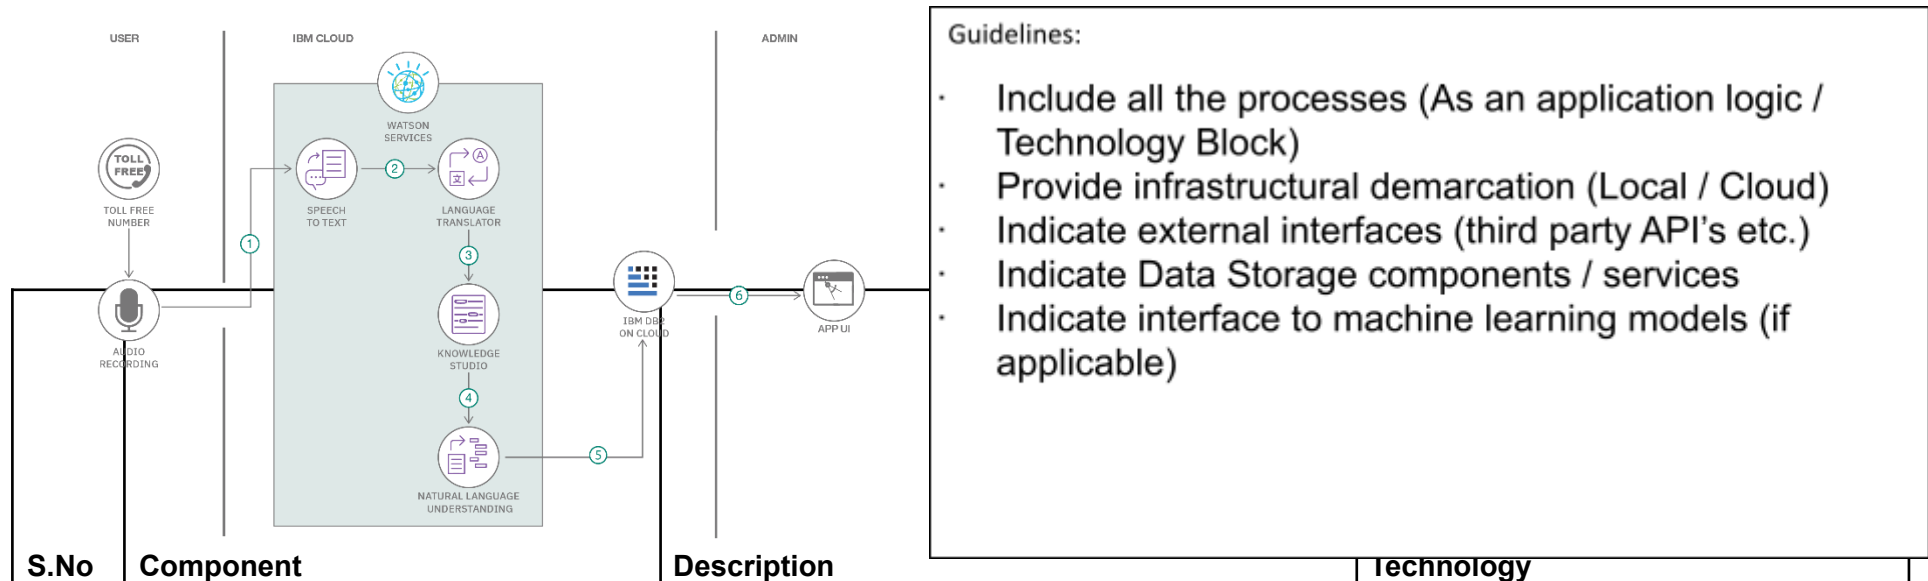 USER
IBM CLOUD
ADMIN
WATSON
SERVICES
TOLL
FREE
TOLL FREE
NUMBER
1
SPEECH
TO TEXT
2
A
文
LANGUAGE
TRANSLATOR
3
AUDIO
RECORDING
KNOWLEDGE
STUDIO
4
NATURAL LANGUAGE
UNDERSTANDING
5
IBM DB2
ON CLOUD
6
APP UI
Guidelines:
· Include all the processes (As an application logic /
Technology Block)
· Provide infrastructural demarcation (Local / Cloud)
· Indicate external interfaces (third party API's etc.)
· Indicate Data Storage components / services
· Indicate interface to machine learning models (if
applicable)
S.No Component Description Technology